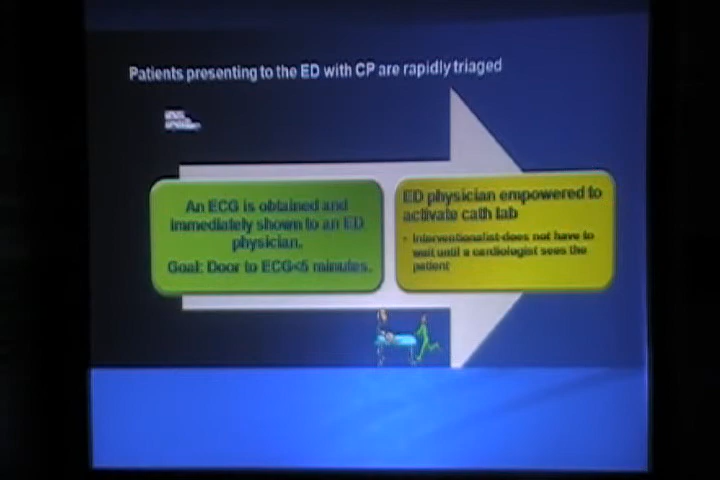 Patients presenting to the ED with CP are rapidly triaged
An ECG is obtained and
immediately shown to an ED
physician.
Goal: Door to ECG<5 minutes.
ED physician empowered to
activate cath lab
• Interventionalist does not have to
wait until a cardiologist sees the
patient